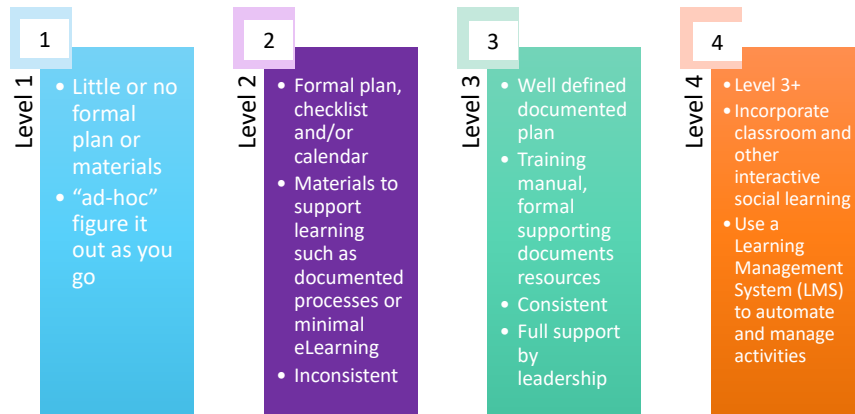 1
Level 1
• Little or no
formal
plan or
materials
• “ad-hoc”
figure it
out as you
go
2
Level 2
• Formal plan,
checklist
and/or
calendar
• Materials to
support
learning
such as
documented
processes or
minimal
eLearning
• Inconsistent
3
Level 3
• Well defined
documented
plan
• Training
manual,
formal
supporting
documents
resources
• Consistent
• Full support
by
leadership
4
Level 4
• Level 3+
• Incorporate
classroom and
other
interactive
social learning
• Use a
Learning
Management
System (LMS)
to automate
and manage
activities